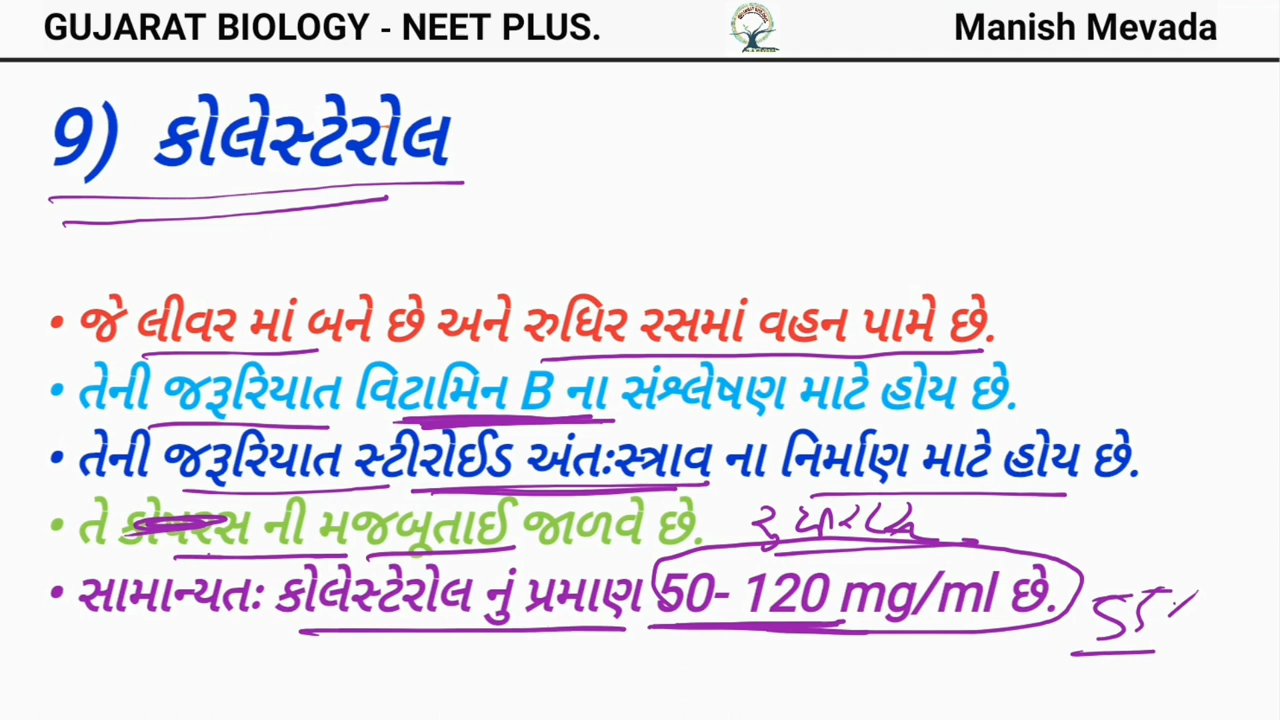 GUJARAT BIOLOGY - NEET PLUS.
Manish Mevada
9) કોલેસ્ટેરોલ
• જે લીવર માં બને છે અને રુધિર રસમાં વહન પામે છે.
• તેની જરૂરિયાત વિટામિન B ના સંશ્લેષણ માટે હોય છે.
• તેની જરૂરિયાત સ્ટીરોઈડ અંતઃસ્ત્રાવ ના નિર્માણ માટે હોય છે.
• તે કોષરસ ની મજબુતાઈ જાળવે છે.
• સામાન્યતઃ કોલેસ્ટેરોલ નું પ્રમાણ 50- 120 mg/ml છે.